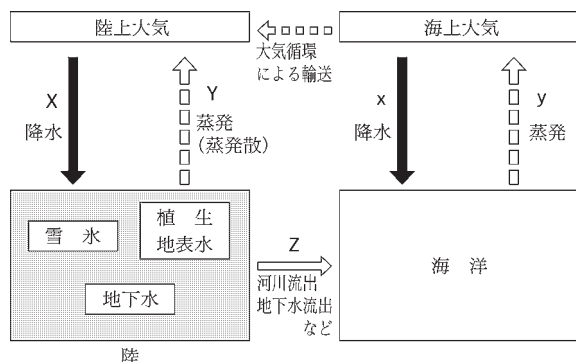 陸上大気
海上大気
大気循環
による輸送
X
降水
Y
蒸発
(蒸発散)
x
降水
y
蒸発
雪 氷
植 生
地表水
地下水
Z
河川流出
地下水流出
など
海 洋
陸